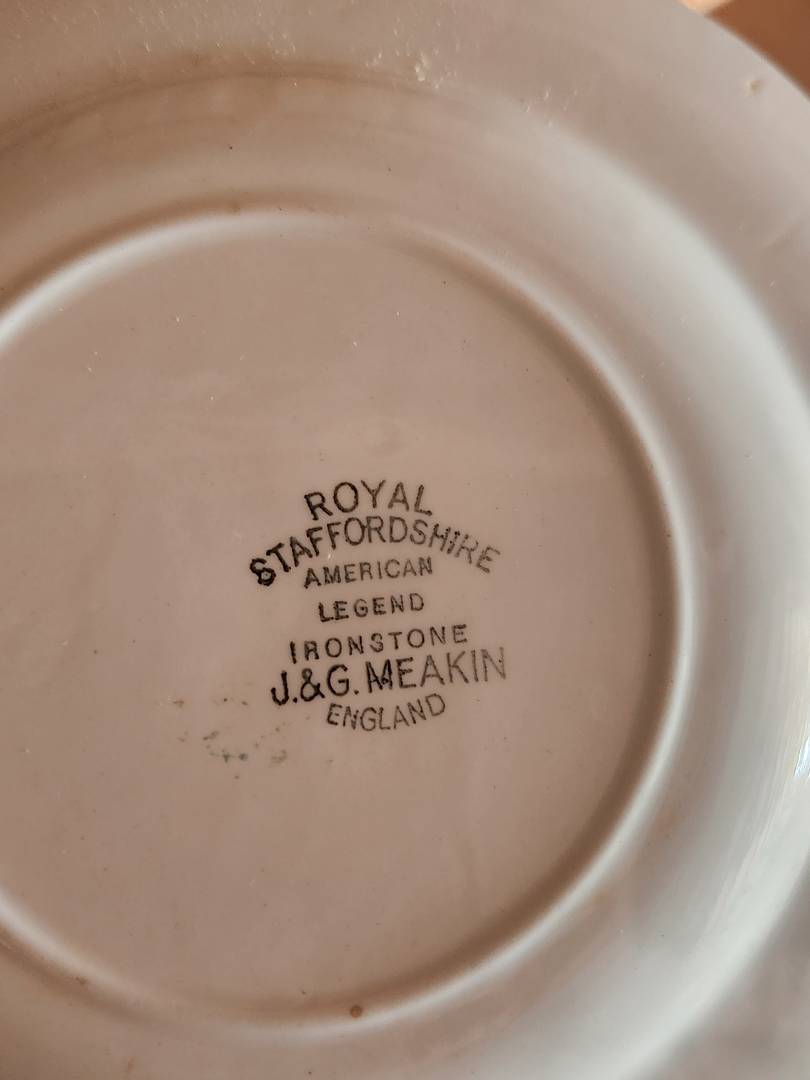 ROYAL
STAFFORDSHIRE
AMERICAN
LEGEND
IRONSTONE
J.&G. MEAKIN
ENGLAND